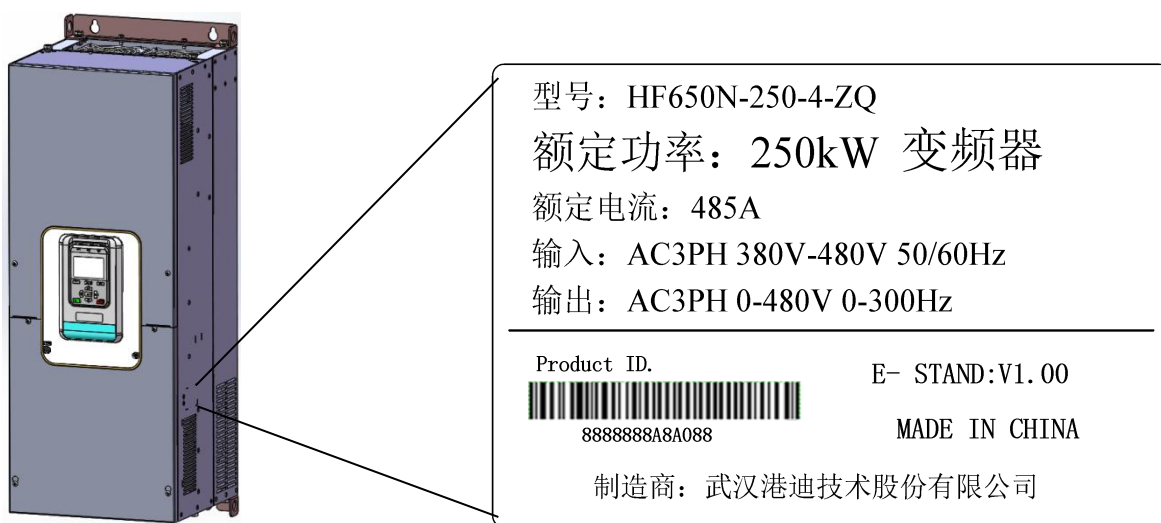 型号：HF650N-250-4-ZQ
额定功率：250kW 变频器
额定电流：485A
输入：AC3PH 380V-480V 50/60Hz
输出：AC3PH 0-480V 0-300Hz
Product ID.
E- STAND:V1.00
8888888A8A088
MADE IN CHINA
制造商：武汉港迪技术股份有限公司